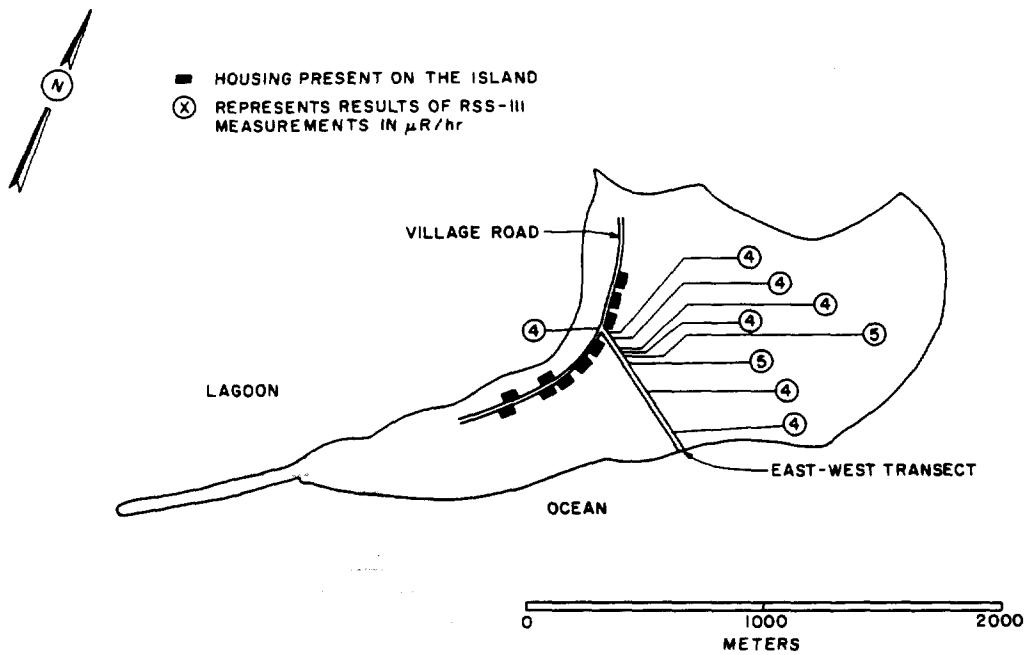 N
HOUSING PRESENT ON THE ISLAND
X
REPRESENTS RESULTS OF RSS-III
MEASUREMENTS IN μR/hr
VILLAGE ROAD
4
4
4
4
4
5
5
4
4
LAGOON
EAST-WEST TRANSECT
OCEAN
0 1000 2000
METERS